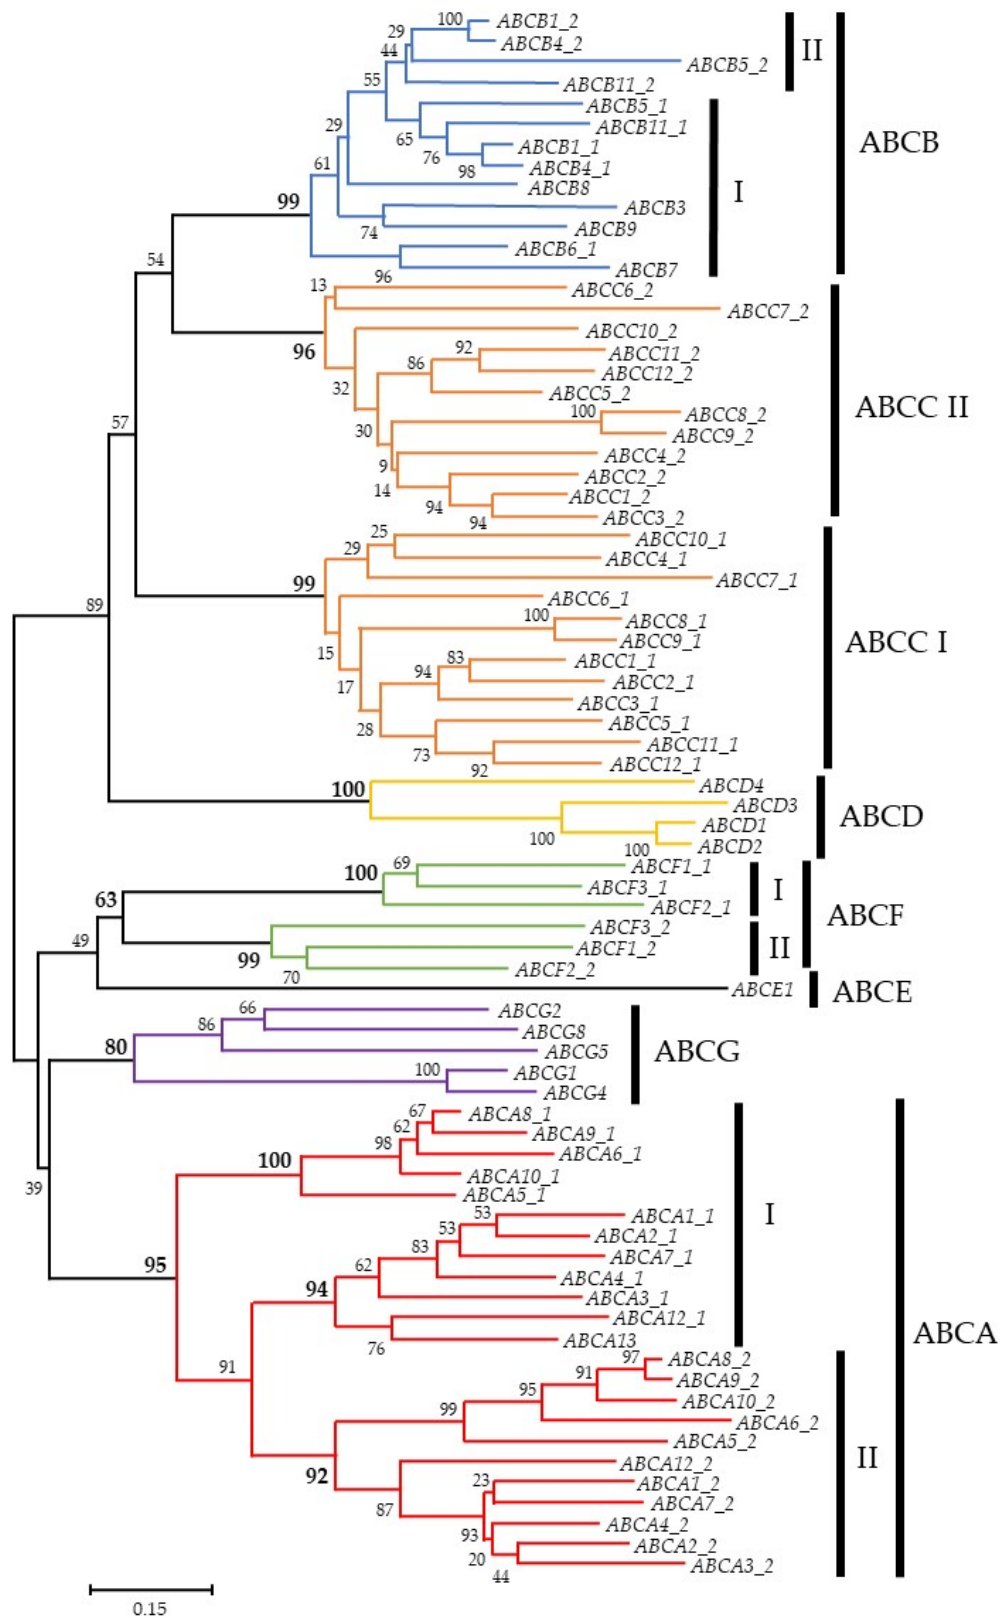 100
ABCB1_2
29
ABCB4_2
44
ABCB5_2
II
55
ABCB11_2
ABCB5_1
29
65
ABCB11_1
ABCB
76
ABCB1_1
61
98
ABCB4_1
ABCB8
I
99
ABCB3
74
ABCB9
ABCB6_1
54
96
ABCB7
13
ABCC6_2
ABCC7_2
96
ABCC10_2
92
ABCC11_2
86
ABCC12_2
32
ABCC5_2
100
ABCC8_2
ABCC II
57
30
ABCC9_2
9
ABCC4_2
14
ABCC2_2
94
ABCC1_2
94
ABCC3_2
25
ABCC10_1
29
ABCC4_1
99
ABCC7_1
89
ABCC6_1
100
ABCC8_1
15
ABCC9_1
ABCC I
83
ABCC1_1
94
17
ABCC2_1
ABCC3_1
28
ABCC5_1
73
ABCC11_1
92
ABCC12_1
100
ABCD4
ABCD3
ABCD
100
ABCD1
100
ABCD2
69
ABCF1_1
100
ABCF3_1
I
63
ABCF2_1
ABCF
ABCF3_2
49
99
ABCF1_2
II
70
ABCF2_2
ABCE1
ABCE
66
ABCG2
86
ABCG8
80
ABCG5
ABCG
100
ABCG1
ABCG4
67
ABCA8_1
62
ABCA9_1
98
ABCA6_1
100
ABCA10_1
39
ABCA5_1
53
ABCA1_1
I
53
ABCA2_1
83
ABCA7_1
95
62
ABCA4_1
94
ABCA3_1
ABCA12_1
76
ABCA13
ABCA
97
ABCA8_2
91
91
ABCA9_2
95
ABCA10_2
99
ABCA6_2
ABCA5_2
II
92
ABCA12_2
23
ABCA1_2
87
ABCA7_2
93
ABCA4_2
20
ABCA2_2
44
ABCA3_2
0.15